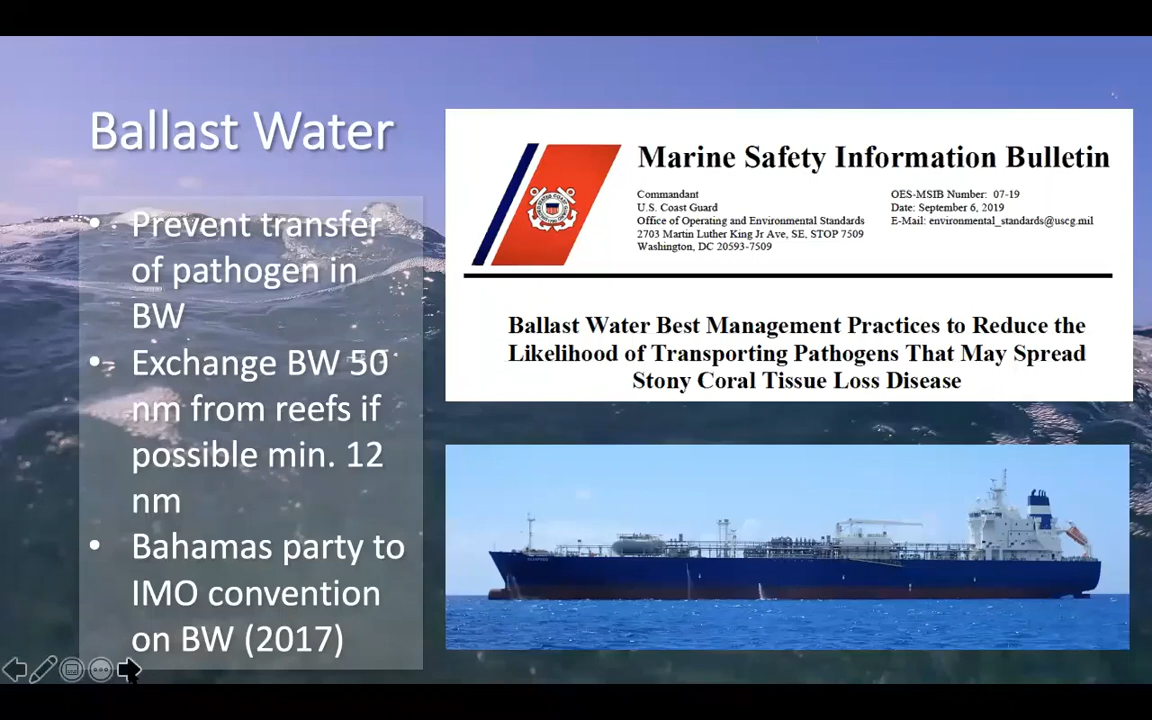 Ballast Water
• Prevent transfer
of pathogen in
BW
• Exchange BW 50
nm from reefs if
possible min. 12
nm
• Bahamas party to
IMO convention
on BW (2017)
Marine Safety Information Bulletin
Commandant
U.S. Coast Guard
Office of Operating and Environmental Standards
2703 Martin Luther King Jr Ave, SE, STOP 7509
Washington, DC 20593-7509
OES-MSIB Number: 07-19
Date: September 6, 2019
E-Mail: environmental_standards@uscg.mil
Ballast Water Best Management Practices to Reduce the
Likelihood of Transporting Pathogens That May Spread
Stony Coral Tissue Loss Disease